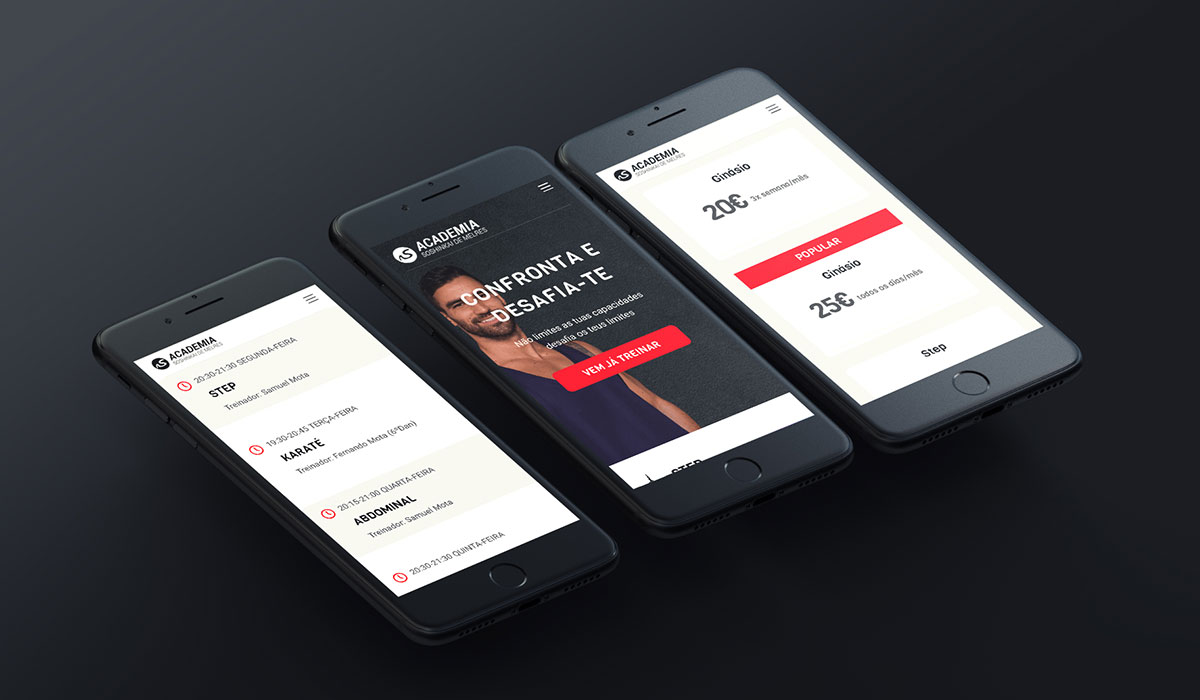 ACADEMIA
SOSHINKAI DE MELRES
20:30-21:30 SEGUNDA-FEIRA
STEP
Treinador: Samuel Mota
19:30-20:45 TERÇA-FEIRA
KARATÉ
Treinador: Fernando Mota (6ºDan)
20:15-21:00 QUARTA-FEIRA
ABDOMINAL
Treinador: Samuel Mota
20:30-21:30 QUINTA-FEIRA
ACADEMIA
SOSHINKAI DE MELRES
CONFRONTA E
DESAFIA-TE
Não limites as tuas capacidades
desafia os teus limites
VEM JÁ TREINAR
STEP
ACADEMIA
SOSHINKAI DE MELRES
Ginásio
20€ 3x semana/mês
POPULAR
Ginásio
25€ todos os dias/mês
Step